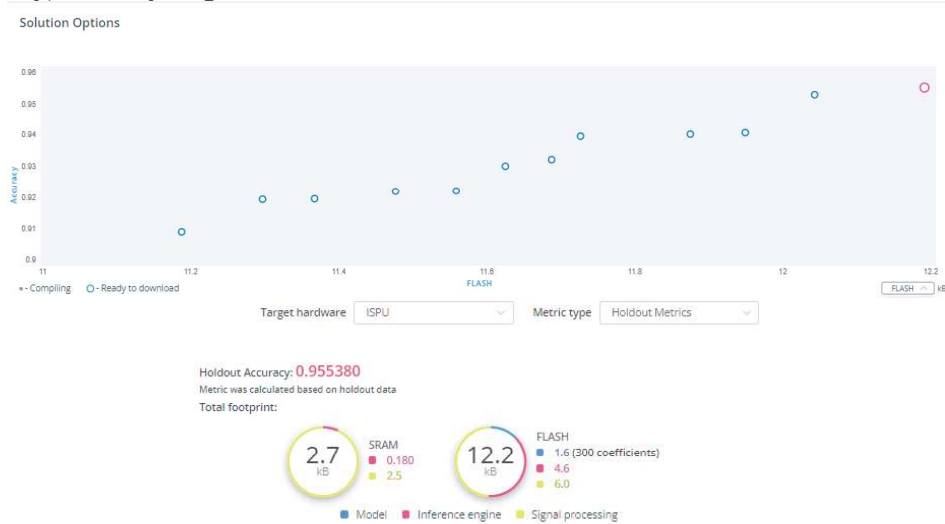 Solution Options
0.96
0.95
0.94
0.93
0.92
0.91
0.9
Accuracy
11
11.2
11.4
11.6
11.8
12
12.2
FLASH
- Compiling
- Ready to download
FLASH
Target hardware ISPU
Metric type Holdout Metrics
Holdout Accuracy: 0.955380
Metric was calculated based on holdout data
Total footprint:
2.7
kB
SRAM
0.180
2.5
12.2
kB
FLASH
1.6 (300 coefficients)
4.6
6.0
Model Inference engine Signal processing